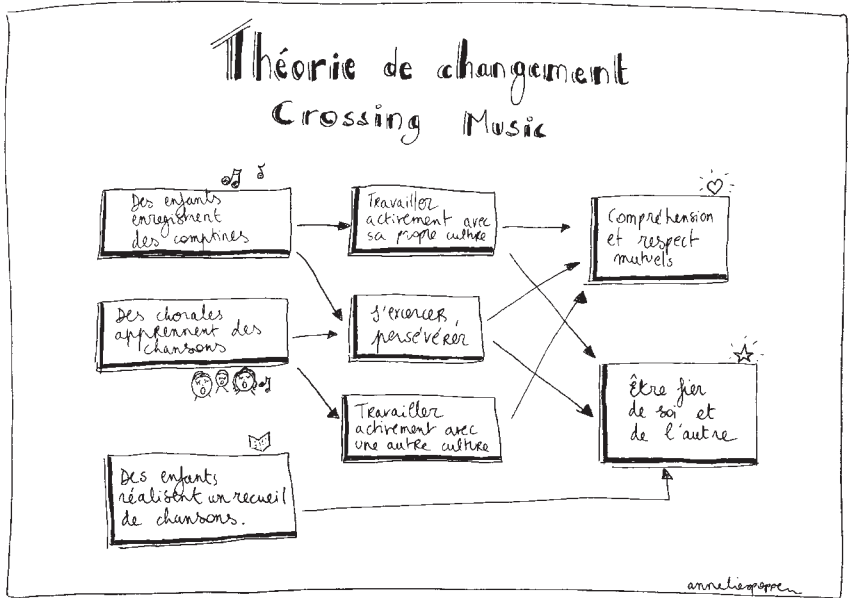 Théorie de changement
Crossing Music
Des enfants
enregistrent
des comptines
Travailler
activement avec
sa propre culture
Compréhension
et respect
mutuels
Des chorales
apprennent des
chansons
S'exercer,
persévérer
Être fier
de soi et
de l'autre
Travailler
activement avec
une autre culture
Des enfants
réalisent un recueil
de chansons.